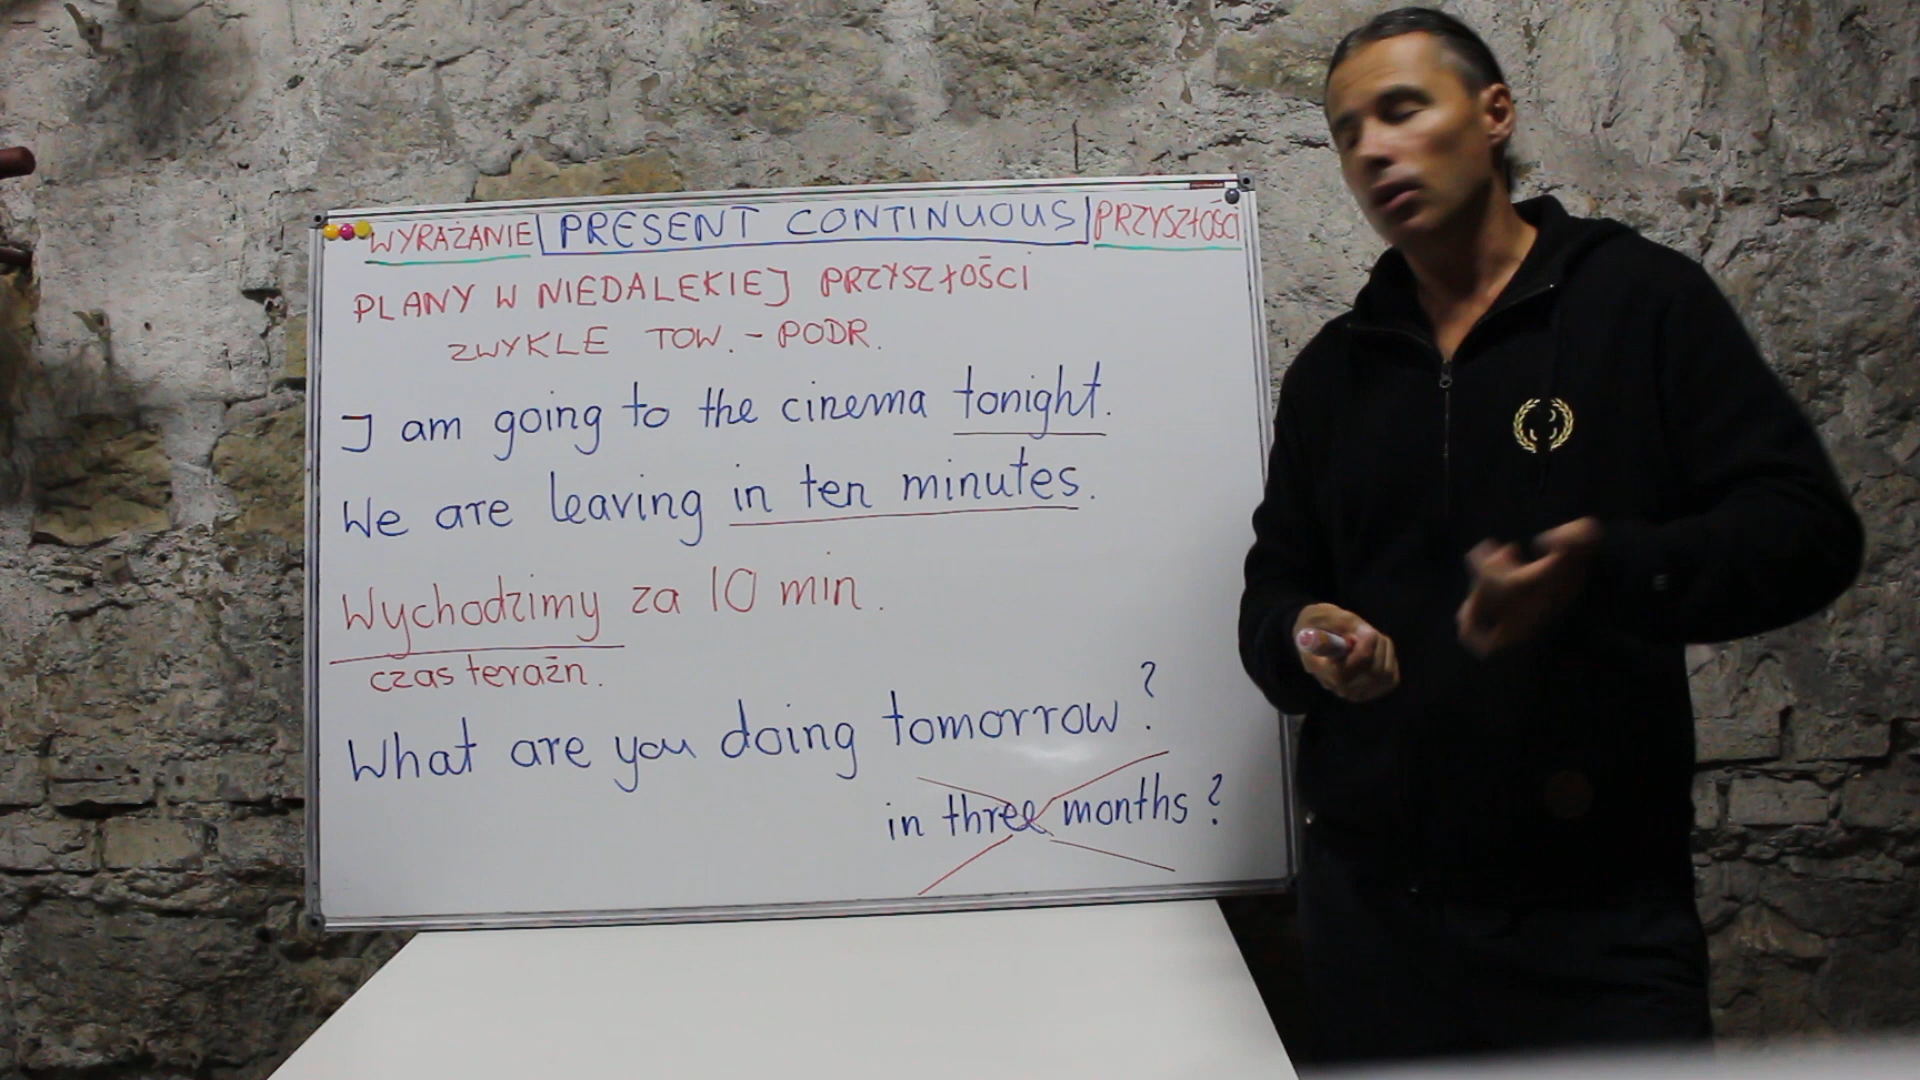 WYRAŻANIE PRESENT CONTINUOUS PRZYSZŁOŚCI
PLANY W NIEDALEKIEJ PRZYSZŁOŚCI
ZWYKLE TOW. - PODR.
I am going to the cinema tonight.
We are leaving in ten minutes.
Wychodzimy za 10 min.
czas teraźn.
What are you doing tomorrow?
in three months?